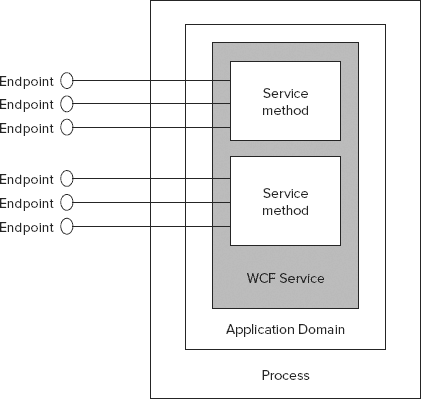 Endpoint
Endpoint
Endpoint
Service
method
Endpoint
Endpoint
Endpoint
Service
method
WCF Service
Application Domain
Process